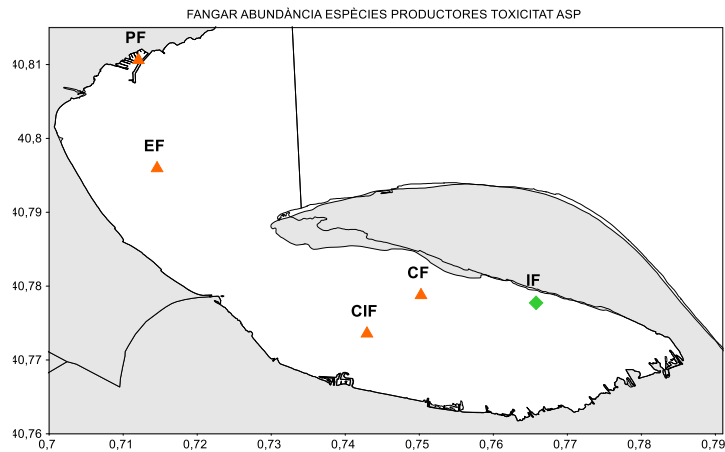 FANGAR ABUNDÀNCIA ESPÈCIES PRODUCTORES TOXICITAT ASP
PF
40,81
EF
40,8
40,79
40,78
CF
IF
CIF
40,77
40,76
0,7 0,71 0,72 0,73 0,74 0,75 0,76 0,77 0,78 0,79